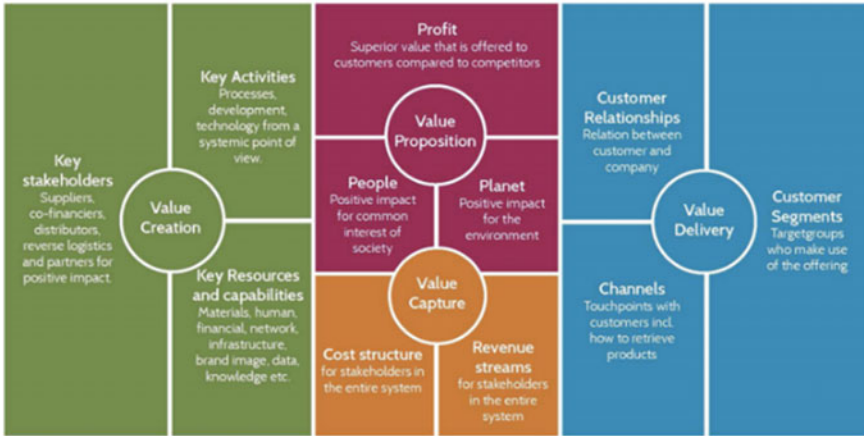 Key
stakeholders
Suppliers,
co-financiers,
distributors,
reverse logistics
and partners for
positive impact.
Value
Creation
Key Activities
Processes,
development,
technology from a
systemic point of
view.
Key Resources
and capabilities
Materials, human,
financial, network,
infrastructure,
brand image, data,
knowledge etc.
Profit
Superior value that is offered to
customers compared to competitors
Value
Proposition
People
Positive impact
for common
interest of
society
Planet
Positive impact
for the
environment
Value
Capture
Cost structure
for stakeholders in
the entire system
Revenue
streams
for stakeholders
in the entire
system
Customer
Relationships
Relation between
customer and
company
Value
Delivery
Channels
Touchpoints with
customers incl.
how to retrieve
products
Customer
Segments
Targetgroups
who make use
of the offering